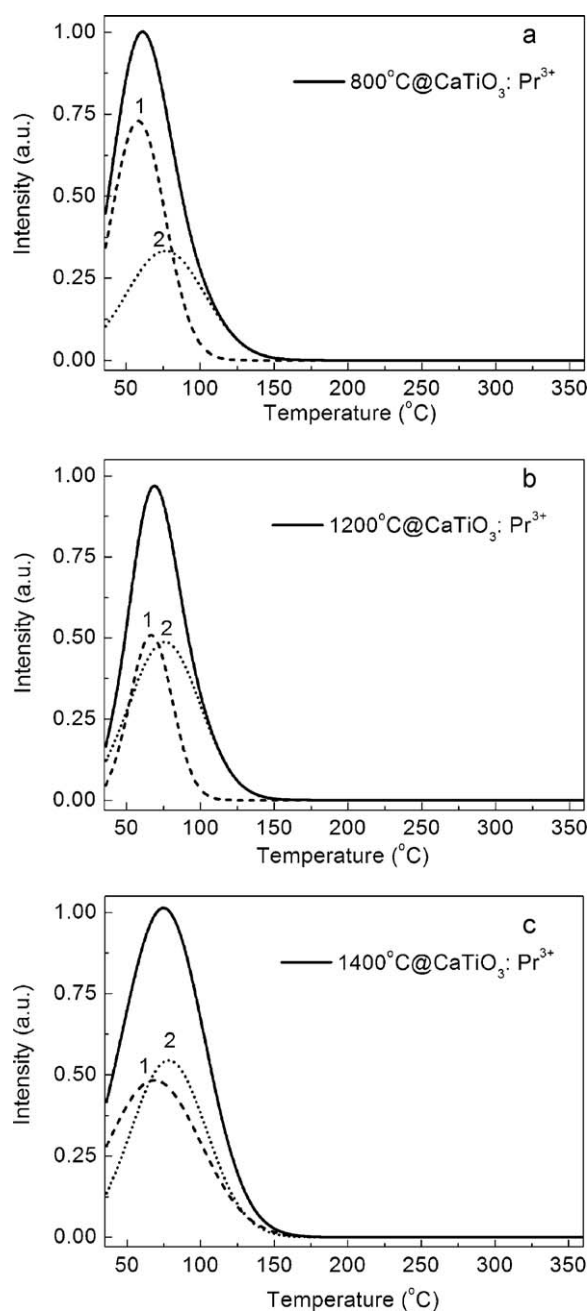 a
800°C@CaTiO₃: Pr³⁺
1.00
0.75
0.50
0.25
0.00
Intensity (a.u.)
1
2
50 100 150 200 250 300 350
Temperature (°C)
b
1200°C@CaTiO₃: Pr³⁺
1.00
0.75
0.50
0.25
0.00
Intensity (a.u.)
1 2
50 100 150 200 250 300 350
Temperature (°C)
c
1400°C@CaTiO₃: Pr³⁺
1.00
0.75
0.50
0.25
0.00
Intensity (a.u.)
2
1
50 100 150 200 250 300 350
Temperature (°C)